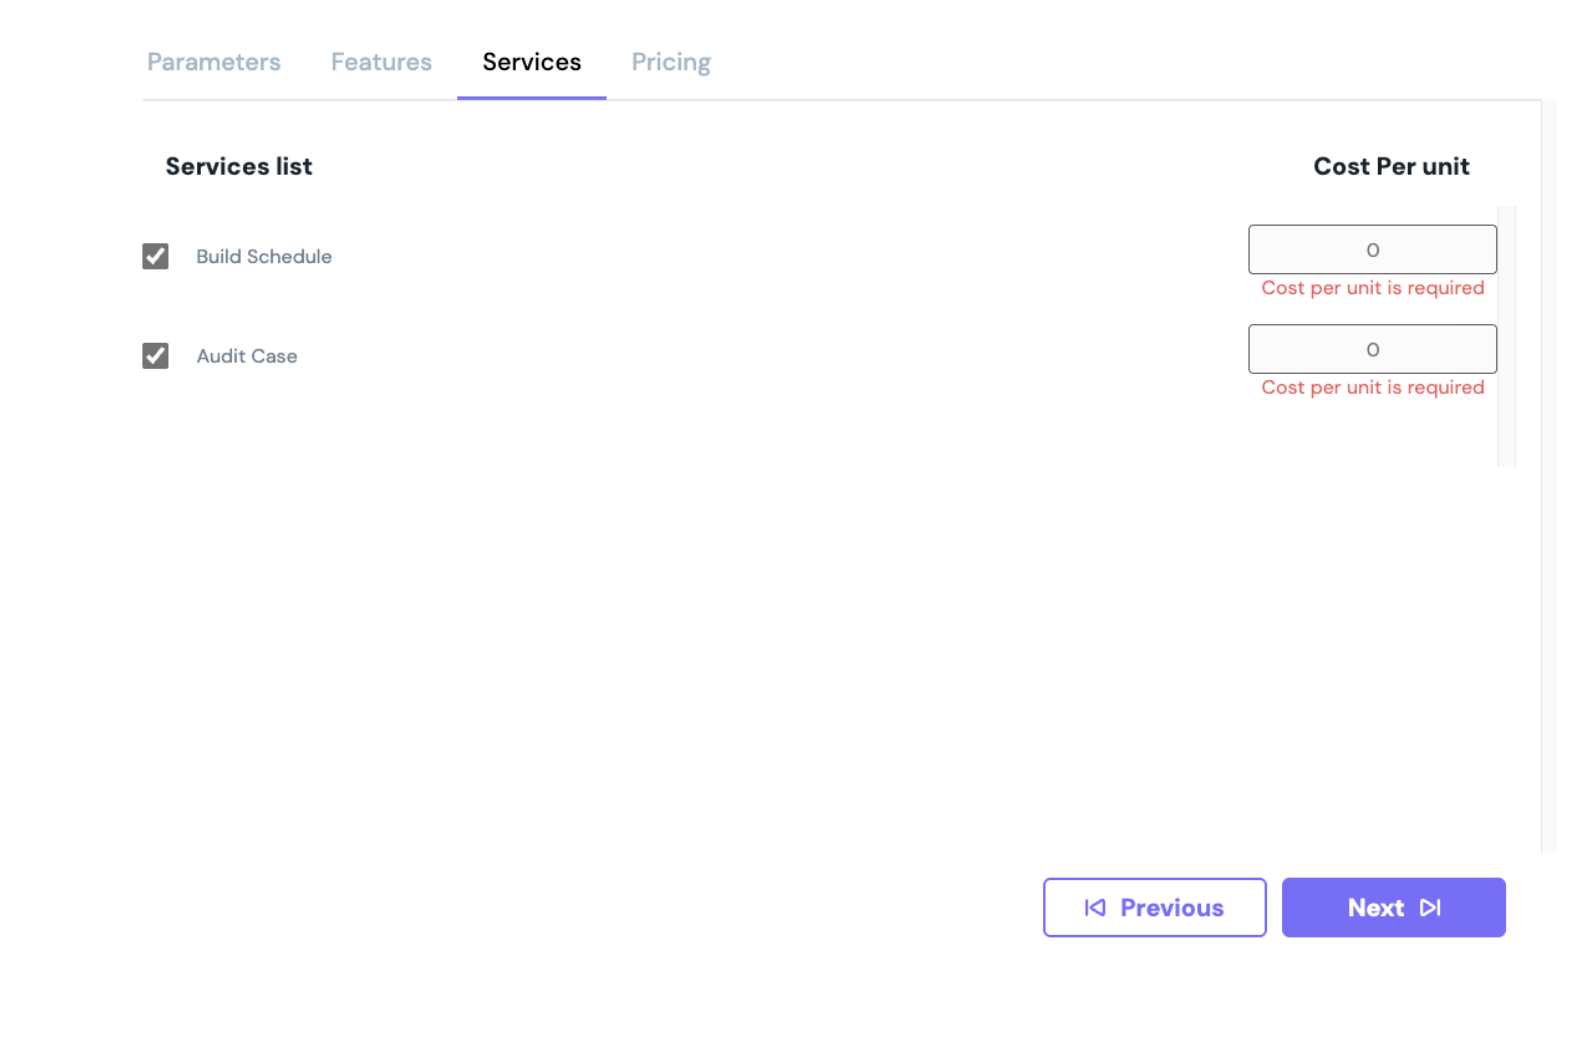 Parameters Features Services Pricing
Services list Cost Per unit
Build Schedule 0
Cost per unit is required
Audit Case 0
Cost per unit is required
Previous Next